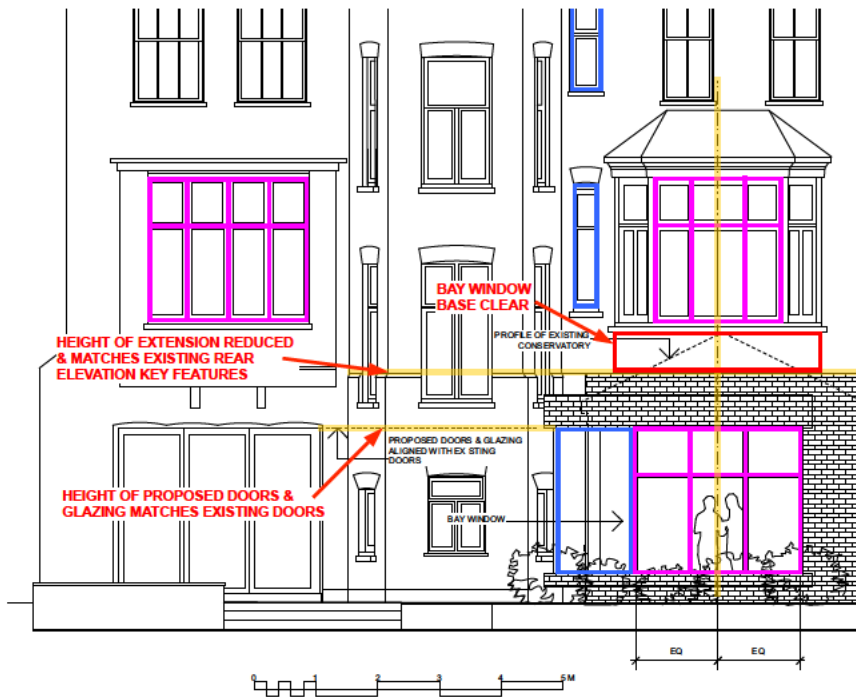 BAY WINDOW
BASE CLEAR
PROFILE OF EXISTING
CONSERVATORY
HEIGHT OF EXTENSION REDUCED
& MATCHES EXISTING REAR
ELEVATION KEY FEATURES
PROPOSED DOORS & GLAZING
ALIGNED WITH EX STING
DOORS
HEIGHT OF PROPOSED DOORS &
GLAZING MATCHES EXISTING DOORS
BAY WINDOW
EQ EQ
0 1 2 3 4 5 M